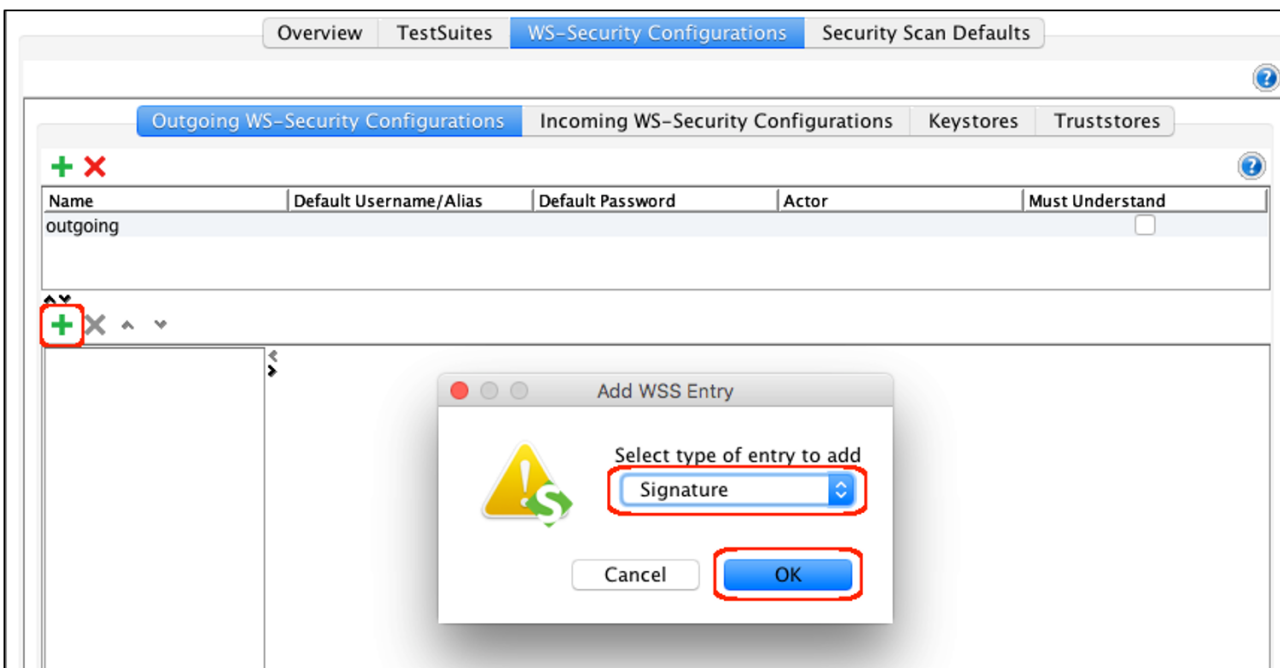 Overview TestSuites WS-Security Configurations Security Scan Defaults
?
Outgoing WS-Security Configurations Incoming WS-Security Configurations Keystores Truststores
?
Name Default Username/Alias Default Password Actor Must Understand
outgoing
Add WSS Entry
Select type of entry to add
Signature
Cancel OK